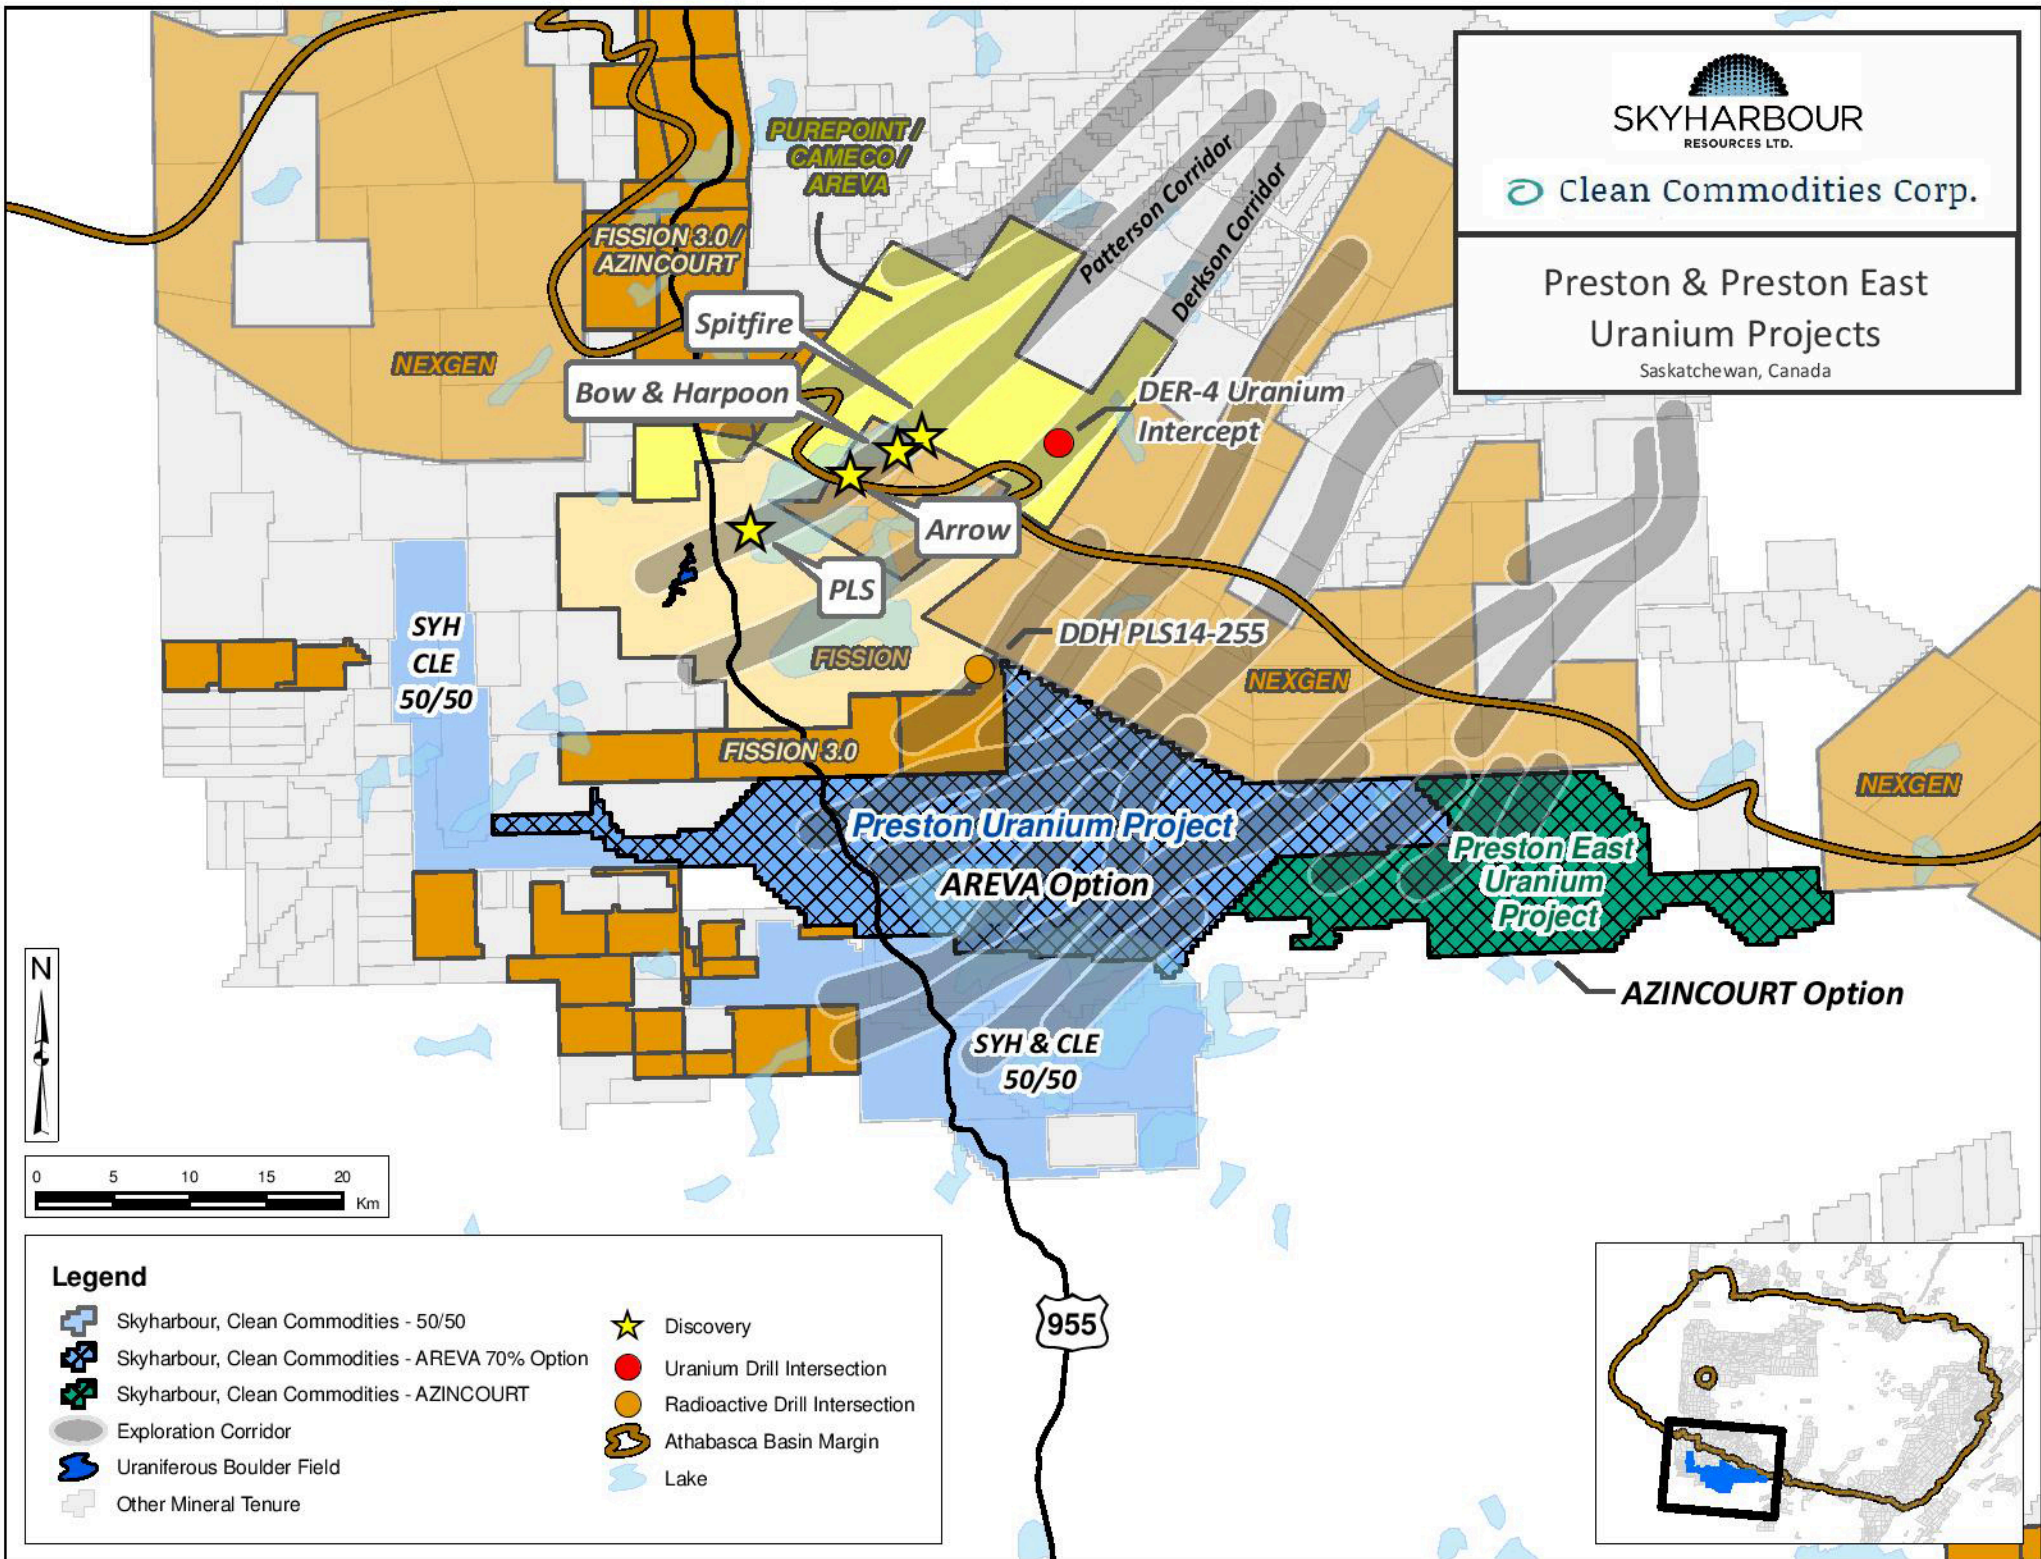 SKYHARBOUR
RESOURCES LTD.
Clean Commodities Corp.
Preston & Preston East
Uranium Projects
Saskatchewan, Canada
PUREPOINT /
CAMECO /
AREVA
Patterson Corridor
Derkson Corridor
FISSION 3.0 /
AZINCOURT
Spitfire
NEXGEN
Bow & Harpoon
DER-4 Uranium
Intercept
Arrow
PLS
SYH
CLE
50/50
DDH PLS14-255
FISSION
NEXGEN
FISSION 3.0
NEXGEN
Preston Uranium Project
AREVA Option
Preston East
Uranium
Project
AZINCOURT Option
SYH & CLE
50/50
N
0 5 10 15 20
Km
955
Legend
Skyharbour, Clean Commodities - 50/50
Skyharbour, Clean Commodities - AREVA 70% Option
Skyharbour, Clean Commodities - AZINCOURT
Exploration Corridor
Uraniferous Boulder Field
Other Mineral Tenure
Discovery
Uranium Drill Intersection
Radioactive Drill Intersection
Athabasca Basin Margin
Lake